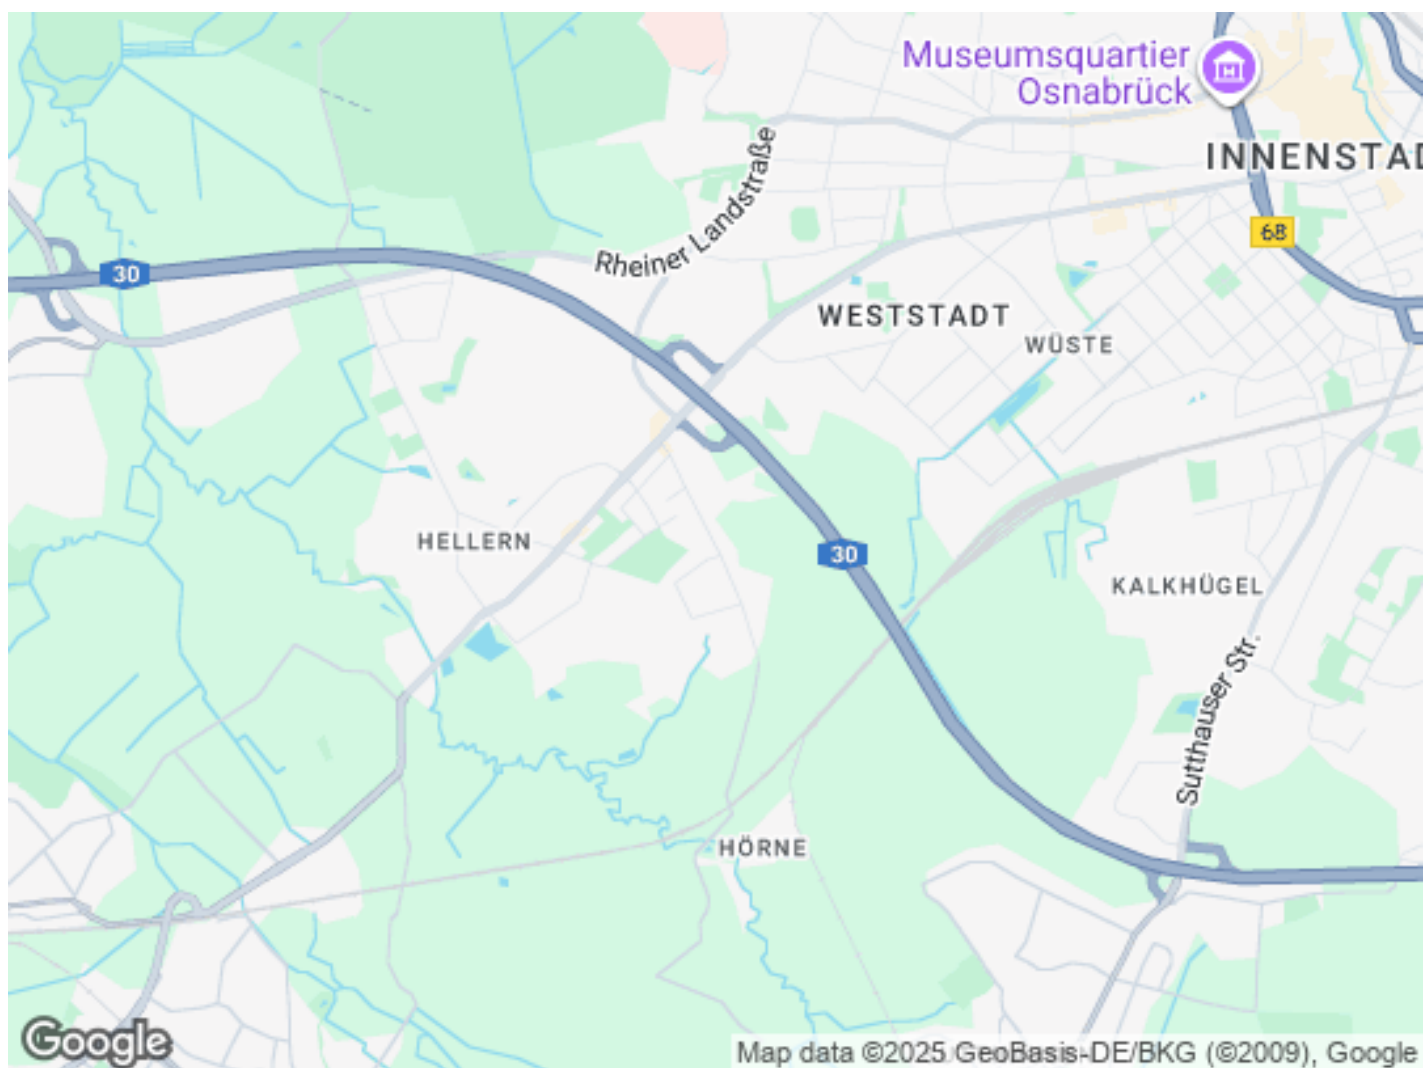 Museumsquartier
Osnabrück
INNENSTAD
Rheiner Landstraße
68
30
WESTSTADT
WÜSTE
HELLERN
30
KALKHÜGEL
Sutthauser Str.
HÖRNE
Google
Map data ©2025 GeoBasis-DE/BKG (©2009), Google